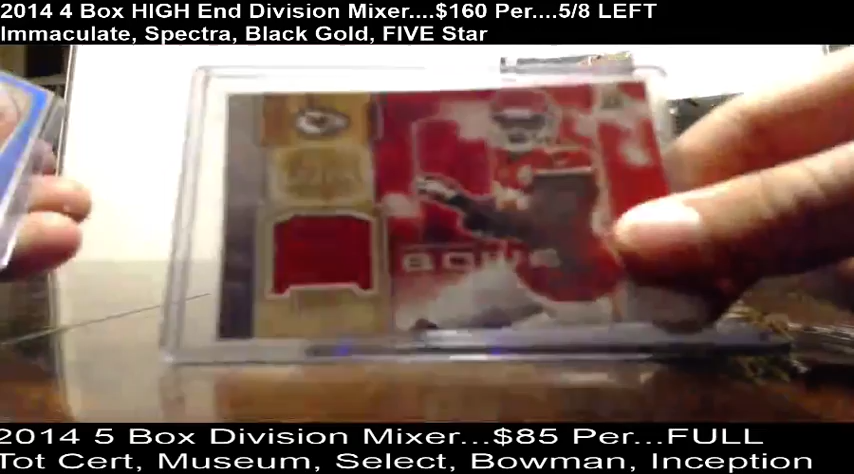 2014 4 Box HIGH End Division Mixer....$160 Per....5/8 LEFT
Immaculate, Spectra, Black Gold, FIVE Star
BOWE
2014 5 Box Division Mixer...$85 Per...FULL
Tot Cert, Museum, Select, Bowman, Inception